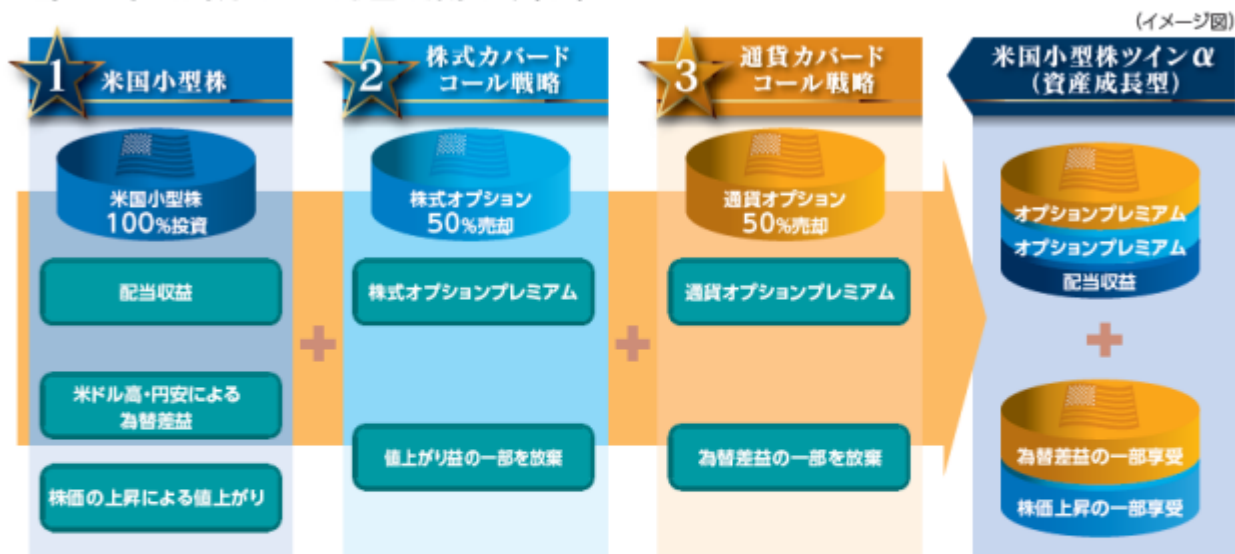 (イメージ図)
1 米国小型株
2 株式カバード
コール戦略
3 通貨カバード
コール戦略
米国小型株ツインα
(資産成長型)
米国小型株
100%投資
配当収益
米ドル高・円安による
為替差益
株価の上昇による値上がり
+
株式オプション
50%売却
株式オプションプレミアム
値上がり益の一部を放棄
+
通貨オプション
50%売却
通貨オプションプレミアム
為替差益の一部を放棄
オプションプレミアム
オプションプレミアム
配当収益
+
為替差益の一部享受
株価上昇の一部享受